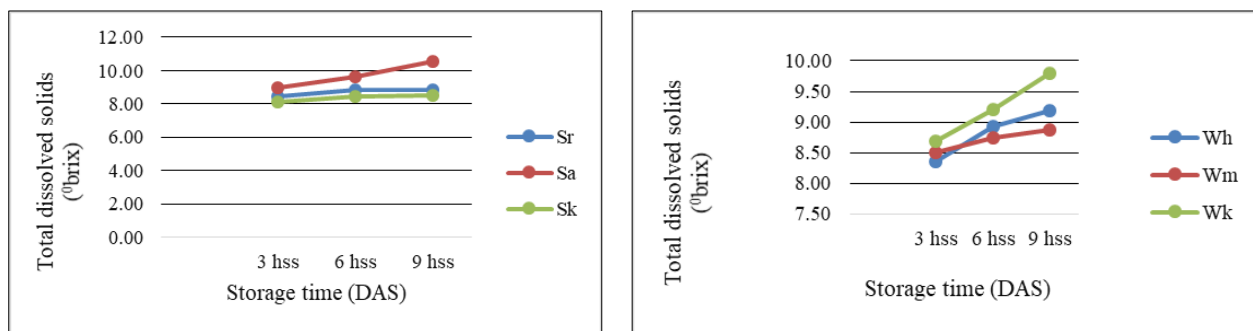 Total dissolved solids
(⁰brix)
12.00
10.00
8.00
6.00
4.00
2.00
0.00
3 hss 6 hss 9 hss
Storage time (DAS)
Sr
Sa
Sk
Total dissolved solids
(⁰brix)
10.00
9.50
9.00
8.50
8.00
7.50
3 hss 6 hss 9 hss
Storage time (DAS)
Wh
Wm
Wk